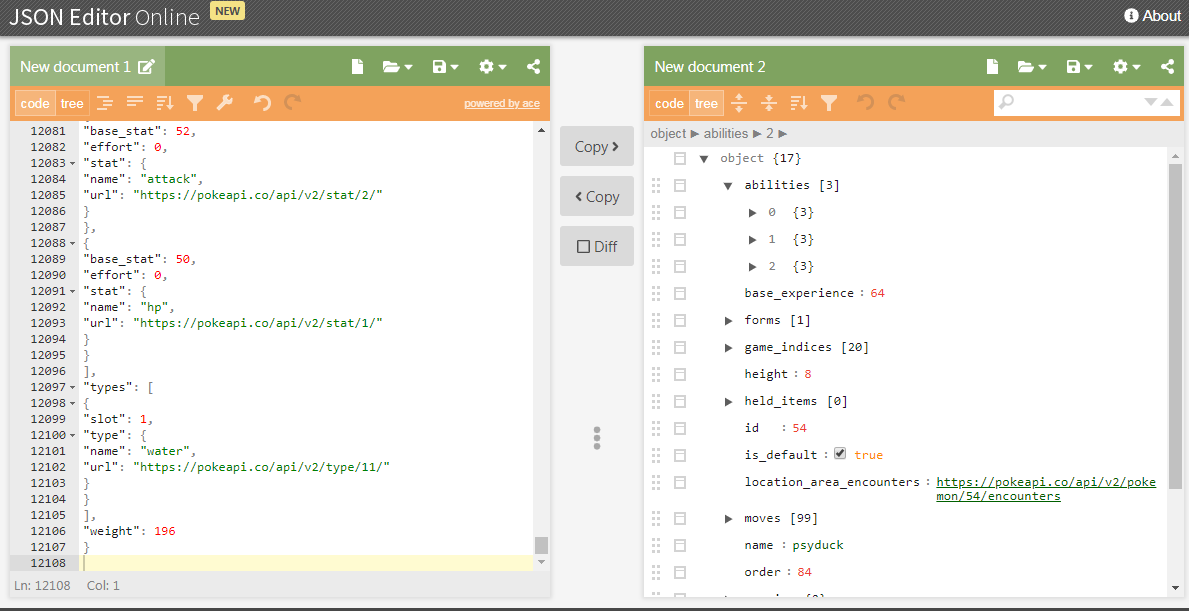 JSON Editor Online NEW
About
New document 1
code tree
powered by ace
12081 "base_stat": 52,
12082 "effort": 0,
12083 "stat": {
12084 "name": "attack",
12085 "url": "https://pokeapi.co/api/v2/stat/2/"
12086 }
12087 },
12088 {
12089 "base_stat": 50,
12090 "effort": 0,
12091 "stat": {
12092 "name": "hp",
12093 "url": "https://pokeapi.co/api/v2/stat/1/"
12094 }
12095 }
12096 ],
12097 "types": [
12098 {
12099 "slot": 1,
12100 "type": {
12101 "name": "water",
12102 "url": "https://pokeapi.co/api/v2/type/11/"
12103 }
12104 }
12105 ],
12106 "weight": 196
12107 }
12108
Ln: 12108 Col: 1
Copy >
< Copy
Diff
New document 2
code tree
object ► abilities ► 2 ►
object {17}
abilities [3]
0 {3}
1 {3}
2 {3}
base_experience : 64
forms [1]
game_indices [20]
height : 8
held_items [0]
id : 54
is_default : true
location_area_encounters : https://pokeapi.co/api/v2/poke
mon/54/encounters
moves [99]
name : psyduck
order : 84